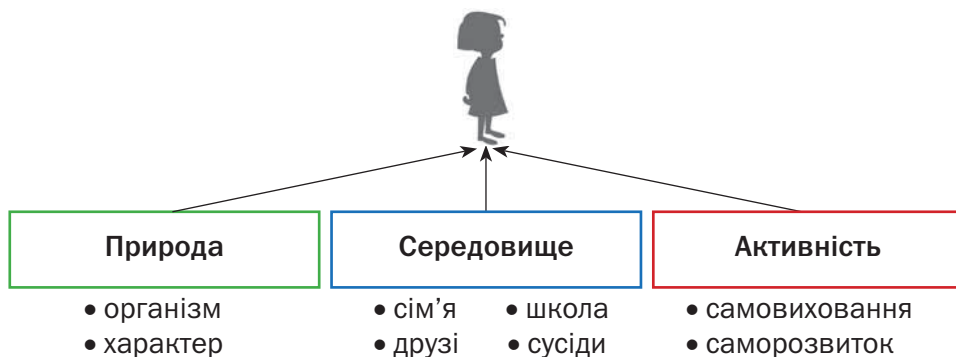 Природа
Середовище
Активність
• організм
• характер
• сім’я • школа
• друзі • сусіди
• самовиховання
• саморозвиток